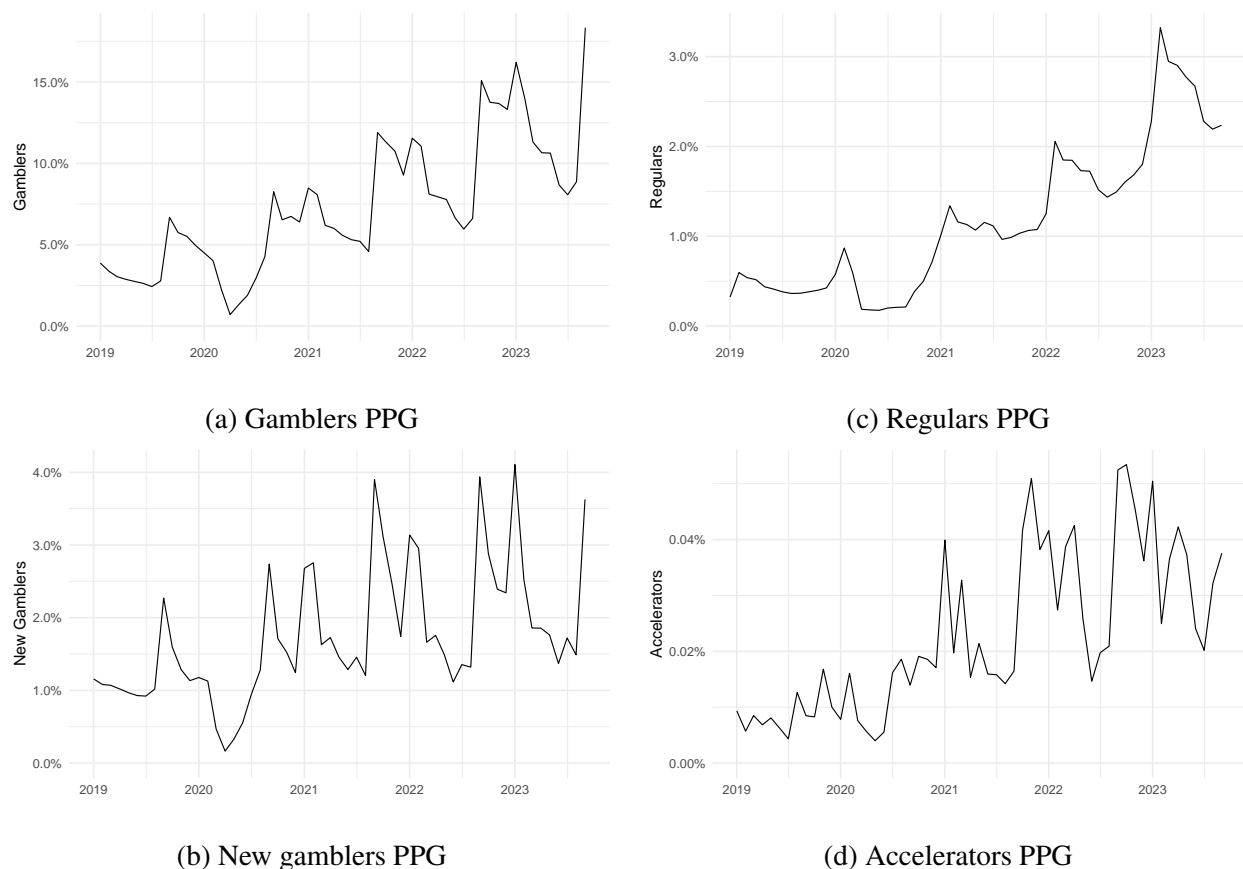 Gamblers
15.0%
10.0%
5.0%
0.0%
2019 2020 2021 2022 2023
(a) Gamblers PPG
Regulars
3.0%
2.0%
1.0%
0.0%
2019 2020 2021 2022 2023
(c) Regulars PPG
New Gamblers
4.0%
3.0%
2.0%
1.0%
0.0%
2019 2020 2021 2022 2023
(b) New gamblers PPG
Accelerators
0.04%
0.02%
0.00%
2019 2020 2021 2022 2023
(d) Accelerators PPG